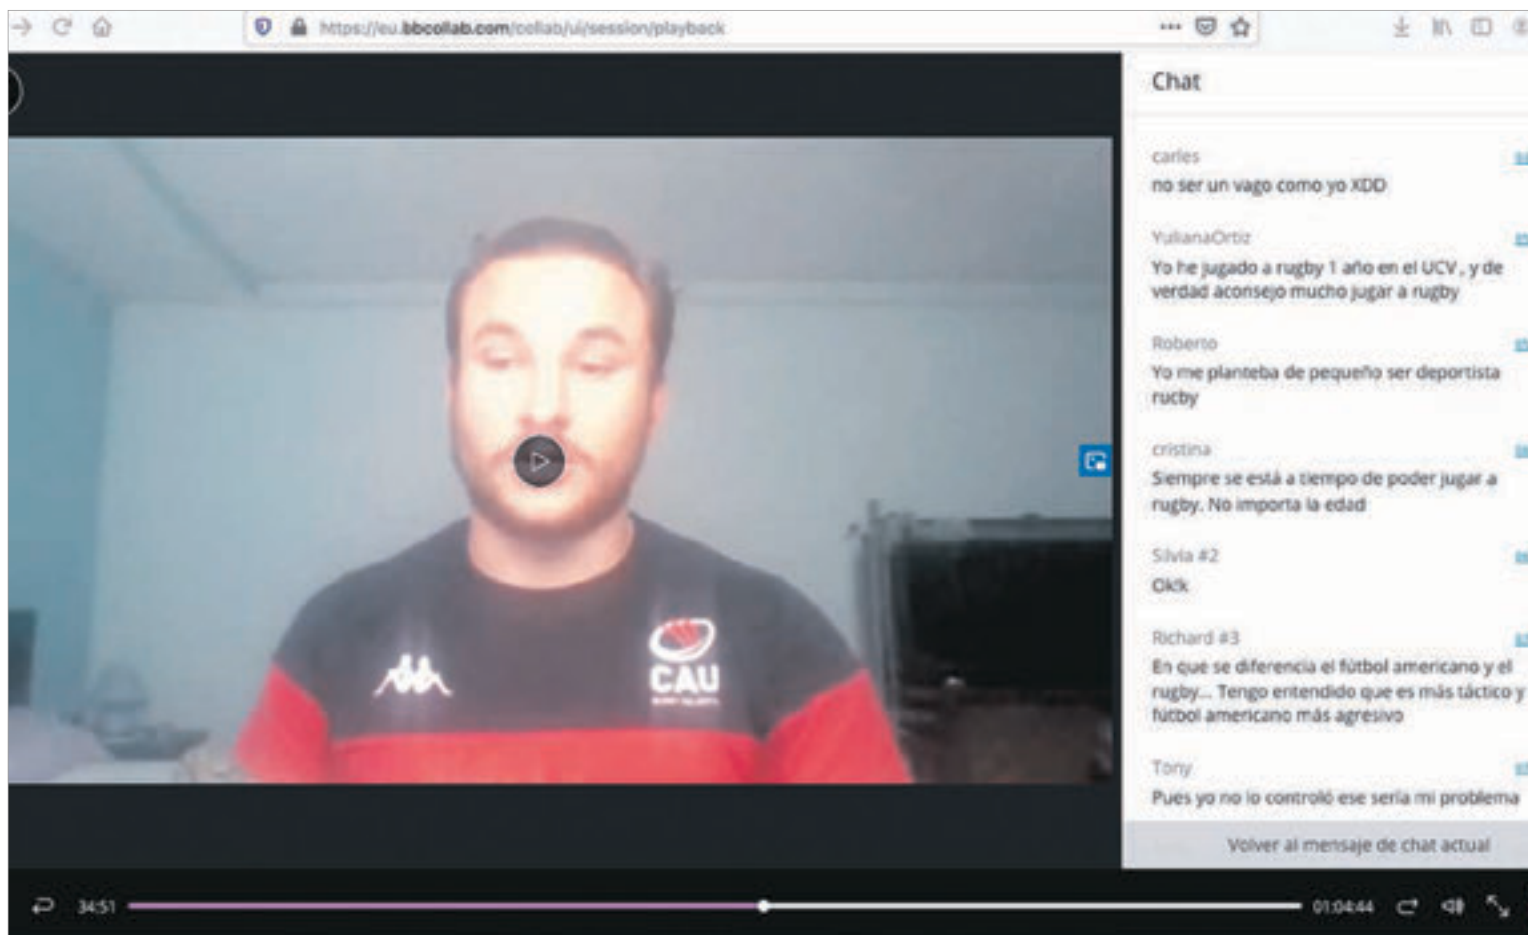 https://eu.bbcollab.com/collab/ui/session/playback
Chat
carles
no ser un vago como yo XDD
YulianaOrtiz
Yo he jugado a rugby 1 año en el UCV , y de
verdad aconsejo mucho jugar a rugby
Roberto
Yo me planteba de pequeño ser deportista
rucby
cristina
Siempre se está a tiempo de poder jugar a
rugby. No importa la edad
Silvia #2
Richard #3
En que se diferencia el fútbol americano y el
rugby... Tengo entendido que es más táctico y
fútbol americano más agresivo
Tony
Pues yo no lo controló ese sería mi problema
Volver al mensaje de chat actual
CAU
34:51
01:04:44